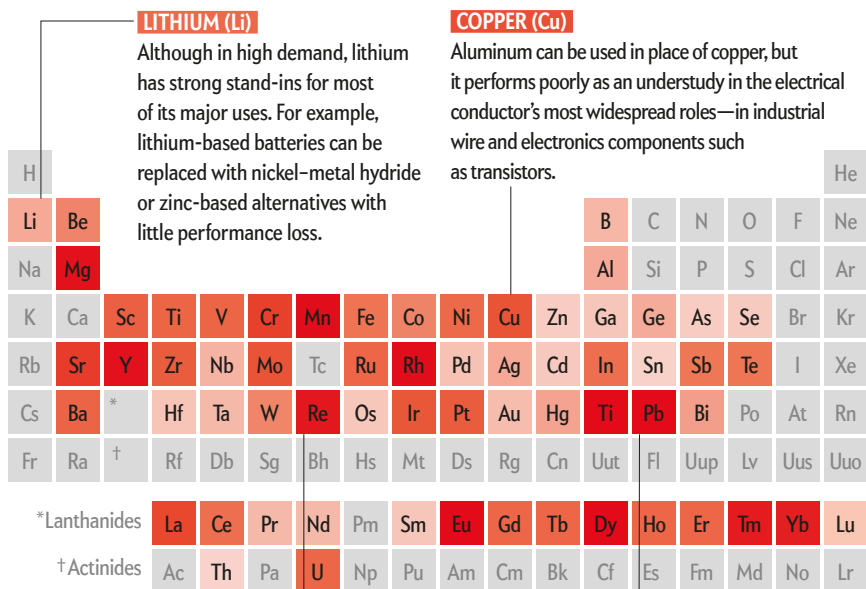 LITHIUM (Li)
Although in high demand, lithium
has strong stand-ins for most
of its major uses. For example,
lithium-based batteries can be
replaced with nickel–metal hydride
or zinc-based alternatives with
little performance loss.
COPPER (Cu)
Aluminum can be used in place of copper, but
it performs poorly as an understudy in the electrical
conductor’s most widespread roles—in industrial
wire and electronics components such
as transistors.
H He
Li Be B C N O F Ne
Na Mg Al Si P S Cl Ar
K Ca Sc Ti V Cr Mn Fe Co Ni Cu Zn Ga Ge As Se Br Kr
Rb Sr Y Zr Nb Mo Tc Ru Rh Pd Ag Cd In Sn Sb Te I Xe
Cs Ba * Hf Ta W Re Os Ir Pt Au Hg Ti Pb Bi Po At Rn
Fr Ra † Rf Db Sg Bh Hs Mt Ds Rg Cn Uut Fl Uup Lv Uus Uuo
*Lanthanides La Ce Pr Nd Pm Sm Eu Gd Tb Dy Ho Er Tm Yb Lu
†Actinides Ac Th Pa U Np Pu Am Cm Bk Cf Es Fm Md No Lr